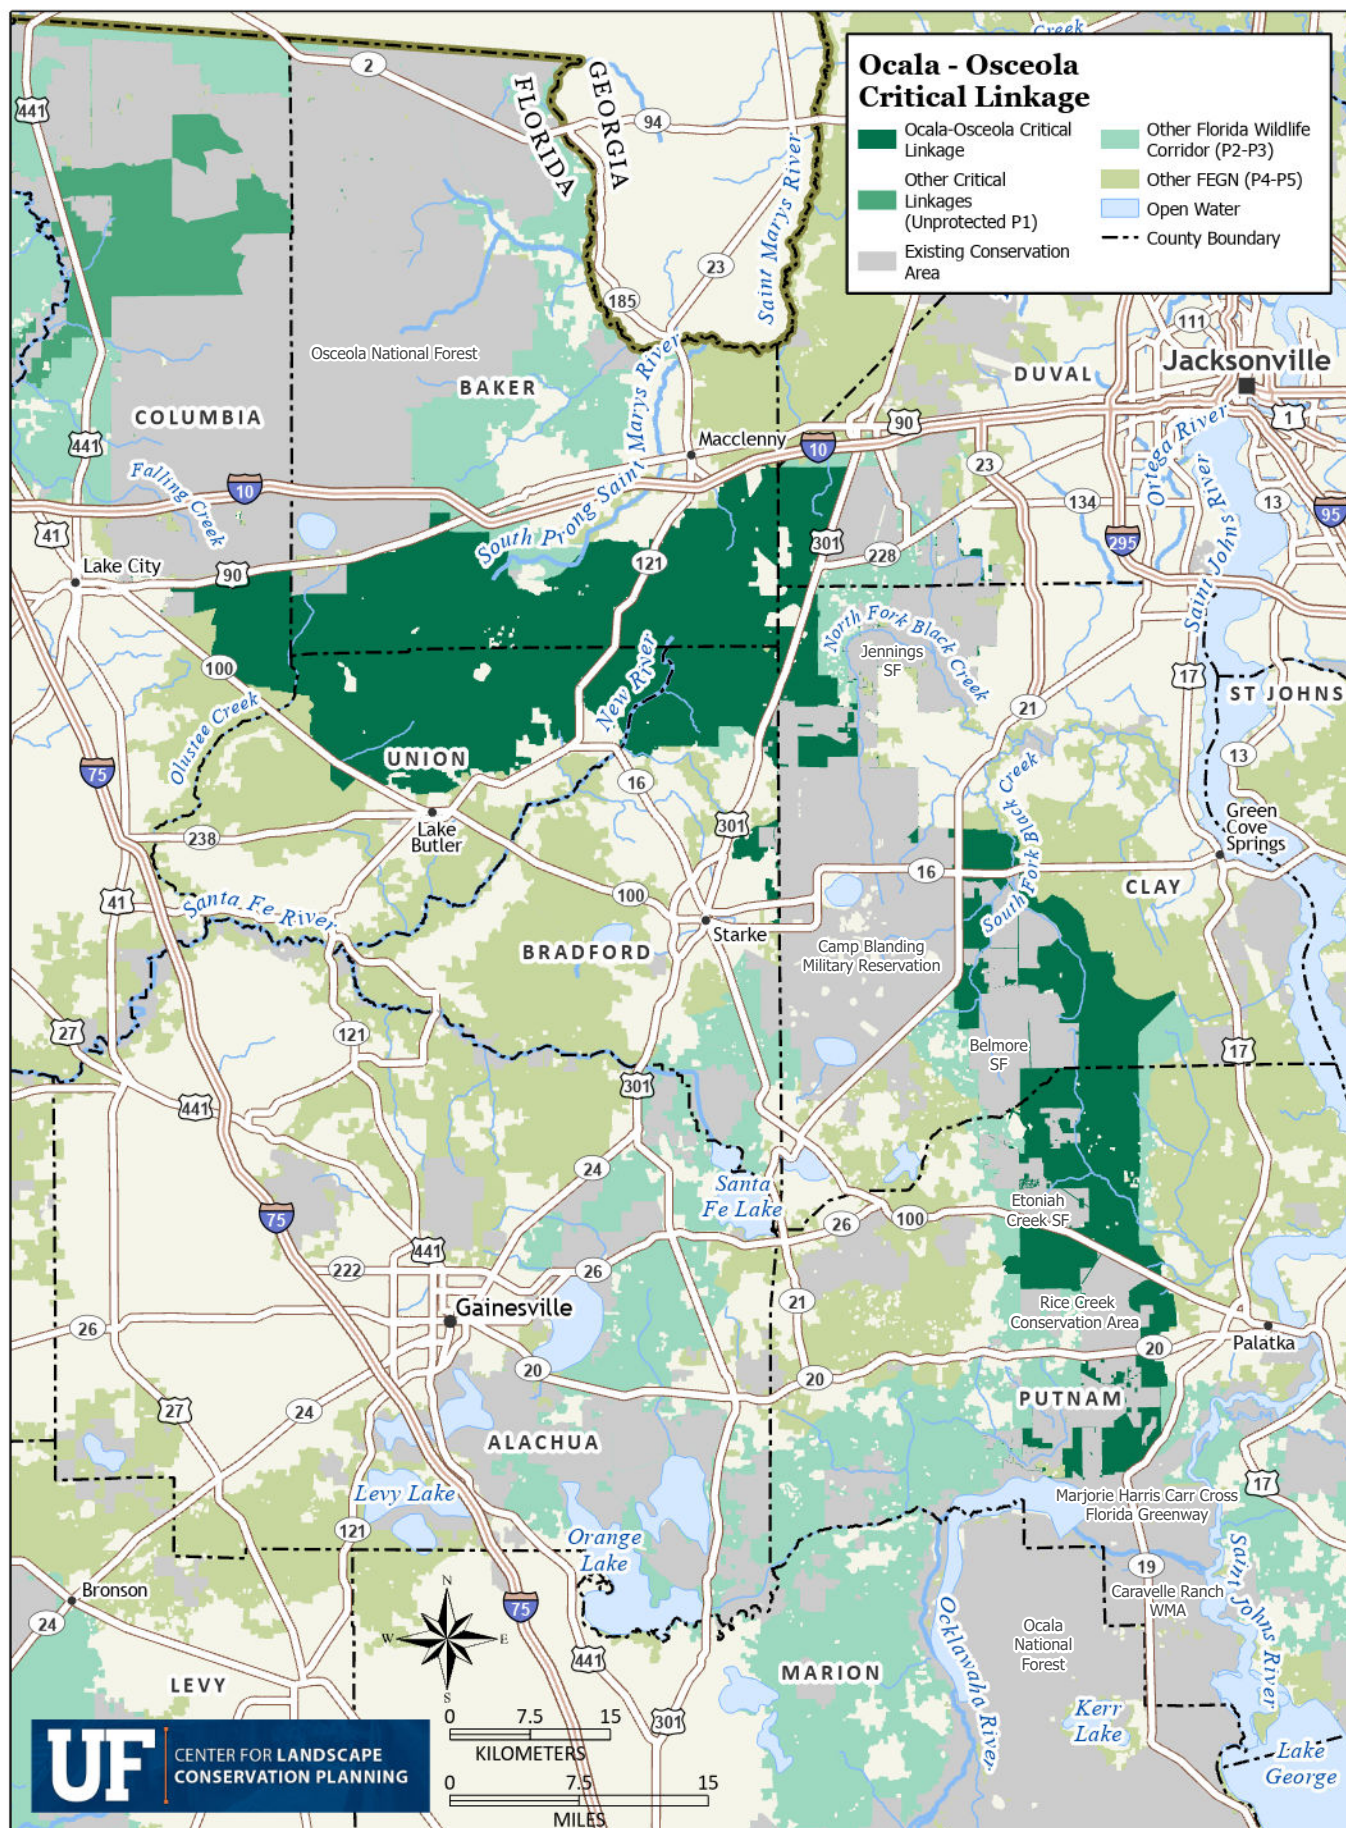 Ocala - Osceola
Critical Linkage
Ocala-Osceola Critical
Linkage
Other Critical
Linkages
(Unprotected P1)
Existing Conservation
Area
Other Florida Wildlife
Corridor (P2-P3)
Other FEGN (P4-P5)
Open Water
County Boundary
Creek
2
441
GEORGIA
FLORIDA
94
Saint Marys River
23
185
111
Osceola National Forest
BAKER
DUVAL
Jacksonville
COLUMBIA
441
Macclenny
90
10
1
Ortega River
South Prong Saint Marys River
Falling Creek
10
23
134
13
95
41
301
295
Saint Johns River
228
121
Lake City
90
North Fork Black Creek
Jennings
SF
100
New River
17
ST JOHNS
21
Olustee Creek
13
UNION
75
16
South Fork Black Creek
Green
Cove
Springs
238
Lake
Butler
301
16
CLAY
41
100
Santa Fe River
Starke
BRADFORD
Camp Blanding
Military Reservation
27
121
Belmore
SF
17
441
301
24
Santa
Fe Lake
Etoniah
Creek SF
75
26
100
441
222
26
Gainesville
21
Rice Creek
Conservation Area
26
Palatka
20
20
20
PUTNAM
27
24
ALACHUA
17
Levy Lake
Marjorie Harris Carr Cross
Florida Greenway
121
Orange
Lake
19
Saint Johns River
Bronson
75
Caravelle Ranch
WMA
24
N
W
E
S
Ocklawaha River
Ocala
National
Forest
441
MARION
LEVY
Kerr
Lake
301
0 7.5 15
KILOMETERS
Lake
George
UF
CENTER FOR LANDSCAPE
CONSERVATION PLANNING
0 7.5 15
MILES